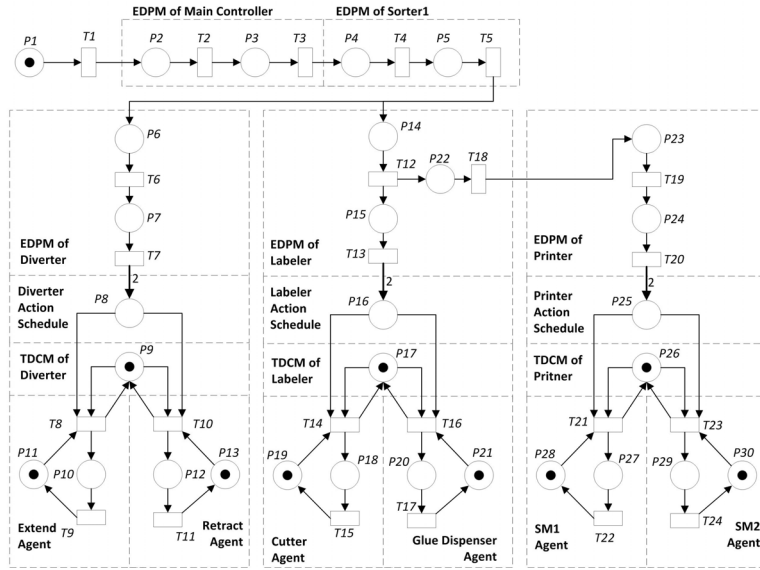 EDPM of Main Controller
EDPM of Sorter1
P1
T1
P2
T2
P3
T3
P4
T4
P5
T5
P6
T6
P7
T7
2
EDPM of
Diverter
Diverter
Action
Schedule
P8
TDCM of
Diverter
P9
T8
T10
P11
P10
P12
P13
T9
T11
Extend
Agent
Retract
Agent
P14
T12
P22
T18
P15
T13
2
EDPM of
Labeler
Labeler
Action
Schedule
P16
TDCM of
Labeler
P17
T14
T16
P19
P18
P20
P21
T15
T17
Cutter
Agent
Glue Dispenser
Agent
P23
T19
P24
T20
2
EDPM of
Printer
Printer
Action
Schedule
P25
TDCM of
Pritner
P26
T21
T23
P28
P27
P29
P30
T22
T24
SM1
Agent
SM2
Agent